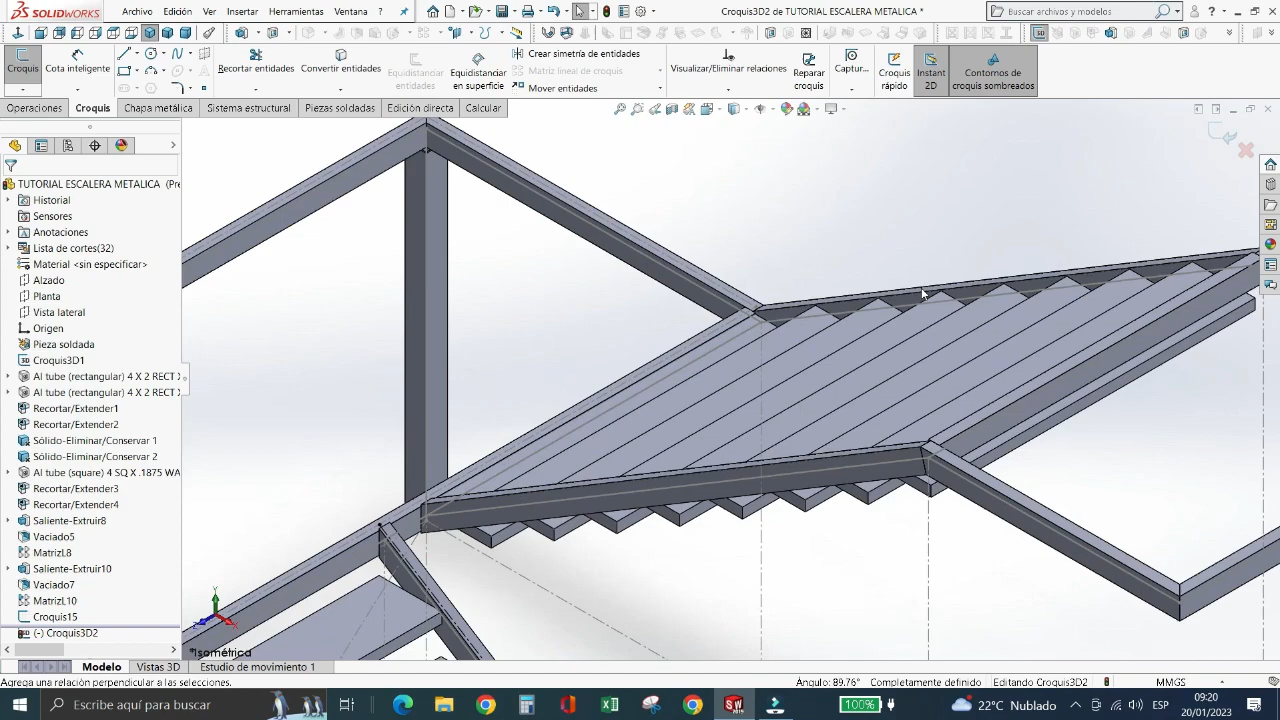 SOLIDWORKS Archivo Edición Ver Insertar Herramientas Ventana Croquis3D2 de TUTORIAL ESCALERA METALICA * Buscar archivos y modelos
Croquis Cota inteligente Recortar entidades Convertir entidades Equidistanciar entidades Equidistanciar en superficie Crear simetría de entidades Matriz lineal de croquis Mover entidades Visualizar/Eliminar relaciones Reparar croquis Captur... Croquis rápido Instant 2D Contornos de croquis sombreados
Operaciones Croquis Chapa metálica Sistema estructural Piezas soldadas Edición directa Calcular
TUTORIAL ESCALERA METALICA (Pre
Historial
Sensores
Anotaciones
Lista de cortes(32)
Material <sin especificar>
Alzado
Planta
Vista lateral
Origen
Pieza soldada
Croquis3D1
Al tube (rectangular) 4 X 2 RECT X
Al tube (rectangular) 4 X 2 RECT X
Recortar/Extender1
Recortar/Extender2
Sólido-Eliminar/Conservar 1
Sólido-Eliminar/Conservar 2
Al tube (square) 4 SQ X .1875 WA
Recortar/Extender3
Recortar/Extender4
Saliente-Extruir8
Vaciado5
MatrizL8
Saliente-Extruir10
Vaciado7
MatrizL10
Croquis15
(-) Croquis3D2
Y
X
Z
*Isométrica
Modelo Vistas 3D Estudio de movimiento 1
Agrega una relación perpendicular a las selecciones. Ángulo: 89.76° Completamente definido Editando Croquis3D2 MMGS
Escribe aquí para buscar 100% 22°C Nublado ESP 09:20
20/01/2023